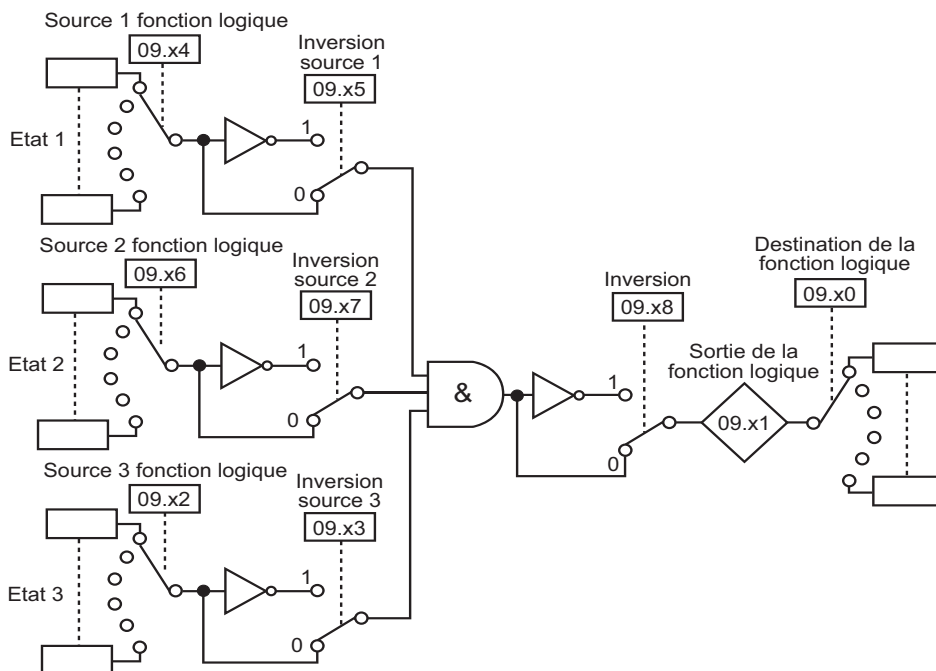 Source 1 fonction logique
09.x4
Inversion
source 1
09.x5
Etat 1
1
0
Source 2 fonction logique
09.x6
Inversion
source 2
09.x7
Etat 2
1
0
Source 3 fonction logique
09.x2
Inversion
source 3
09.x3
Etat 3
1
0
&
Inversion
09.x8
1
0
Sortie de la
fonction logique
09.x1
Destination de la
fonction logique
09.x0